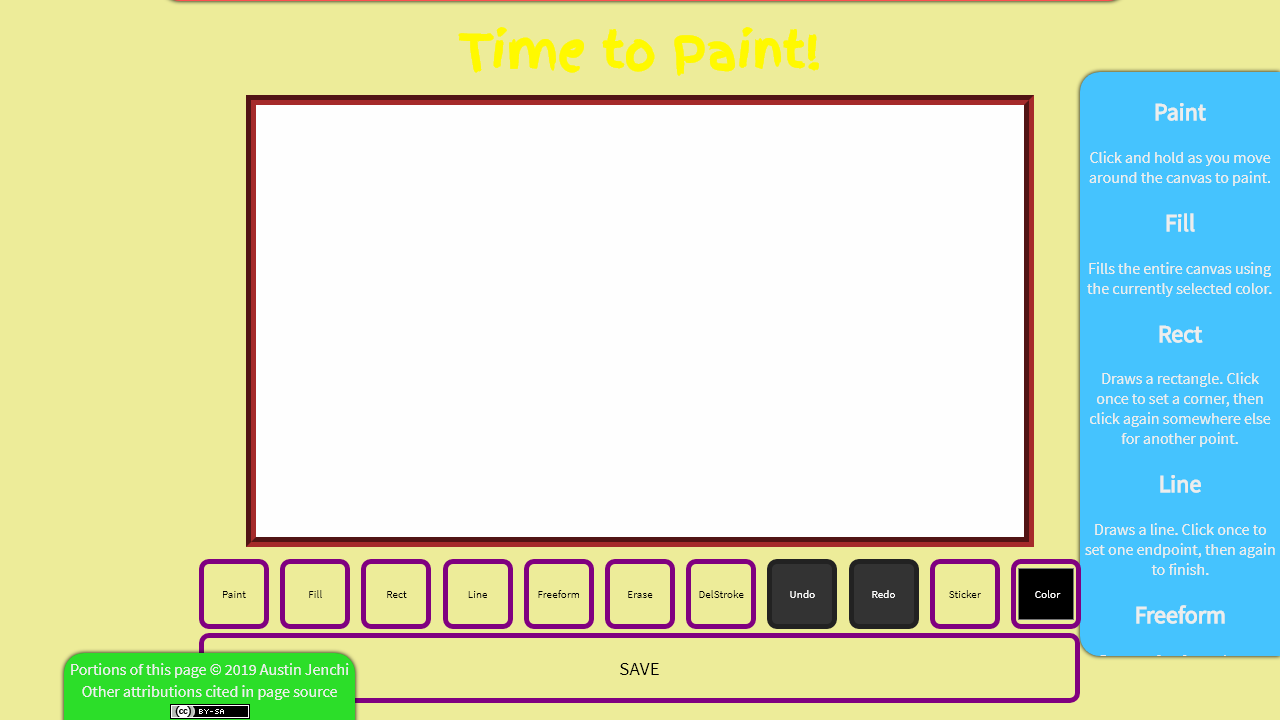 Time to Paint!
Paint
Click and hold as you move
around the canvas to paint.
Fill
Fills the entire canvas using
the currently selected color.
Rect
Draws a rectangle. Click
once to set a corner, then
click again somewhere else
for another point.
Line
Draws a line. Click once to
set one endpoint, then again
to finish.
Freeform
Paint
Fill
Rect
Line
Freeform
Erase
DelStroke
Undo
Redo
Sticker
Color
SAVE
Portions of this page © 2019 Austin Jenchi
Other attributions cited in page source
(cc) BY-SA